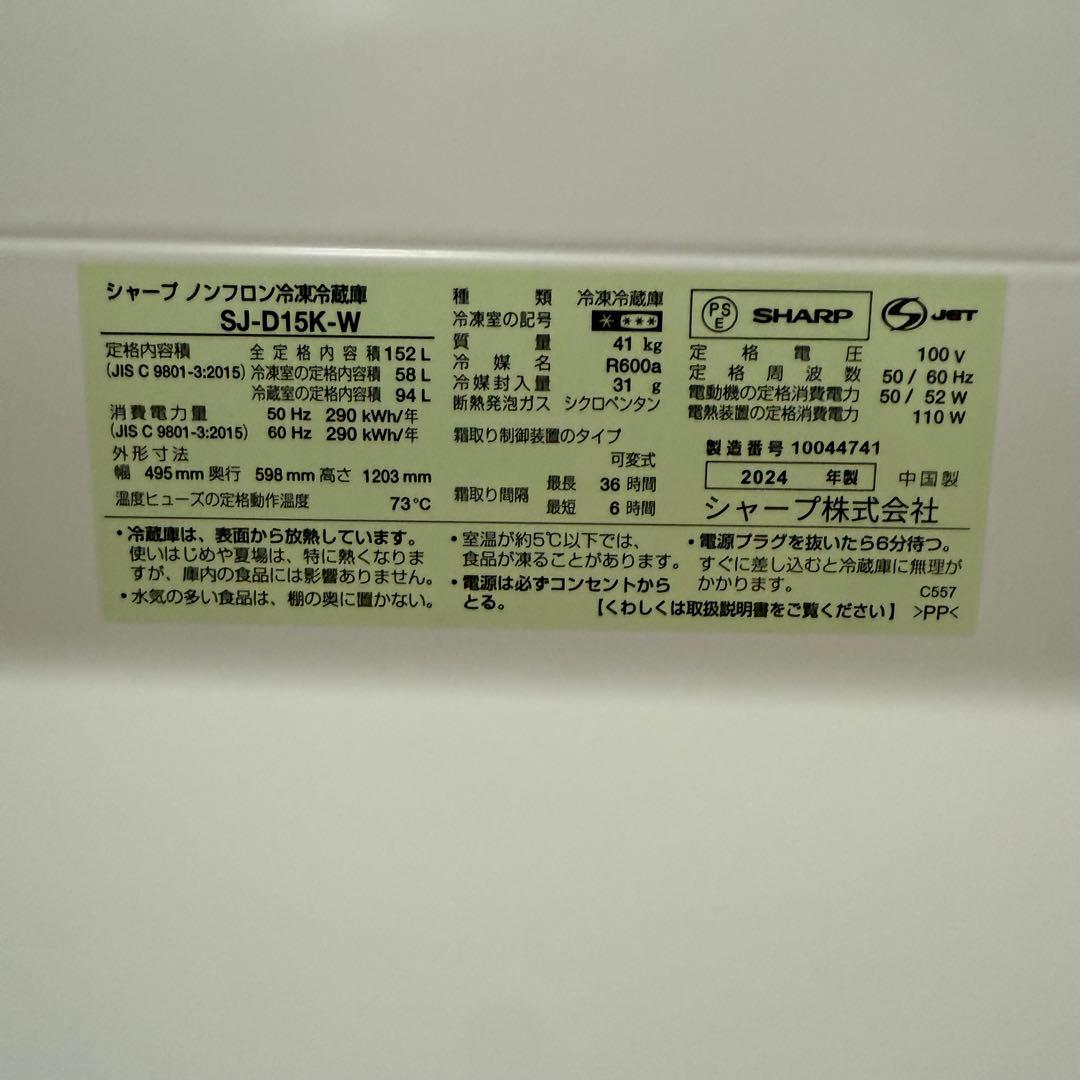 シャープ ノンフロン冷凍冷蔵庫
SJ-D15K-W
定格内容積 全定格内容積 152 L
(JIS C 9801-3:2015) 冷凍室の定格内容積 58 L
冷蔵室の定格内容積 94 L
消費電力量 50 Hz 290 kWh/年
(JIS C 9801-3:2015) 60 Hz 290 kWh/年
外形寸法
幅 495 mm 奥行 598 mm 高さ 1203 mm
温度ヒューズの定格動作温度 73℃
種類 冷凍冷蔵庫
冷凍室の記号 * ***
質量 41 kg
冷媒名 R600a
冷媒封入量 31 g
断熱発泡ガス シクロペンタン
霜取り制御装置のタイプ
可変式
霜取り間隔 最長 36 時間
最短 6 時間
PSE SHARP JET
定格電圧 100 V
定格周波数 50 / 60 Hz
電動機の定格消費電力 50 / 52 W
電熱装置の定格消費電力 110 W
製造番号 10044741
2024 年製 中国製
シャープ株式会社
・冷蔵庫は、表面から放熱しています。
使いはじめや夏場は、特に熱くなりま
すが、庫内の食品には影響ありません。
・水気の多い食品は、棚の奥に置かない。
・室温が約5℃以下では、
食品が凍ることがあります。
・電源は必ずコンセントから
とる。
・電源プラグを抜いたら6分待つ。
すぐに差し込むと冷蔵庫に無理が
かかります。
C557
【くわしくは取扱説明書をご覧ください】 >PP<